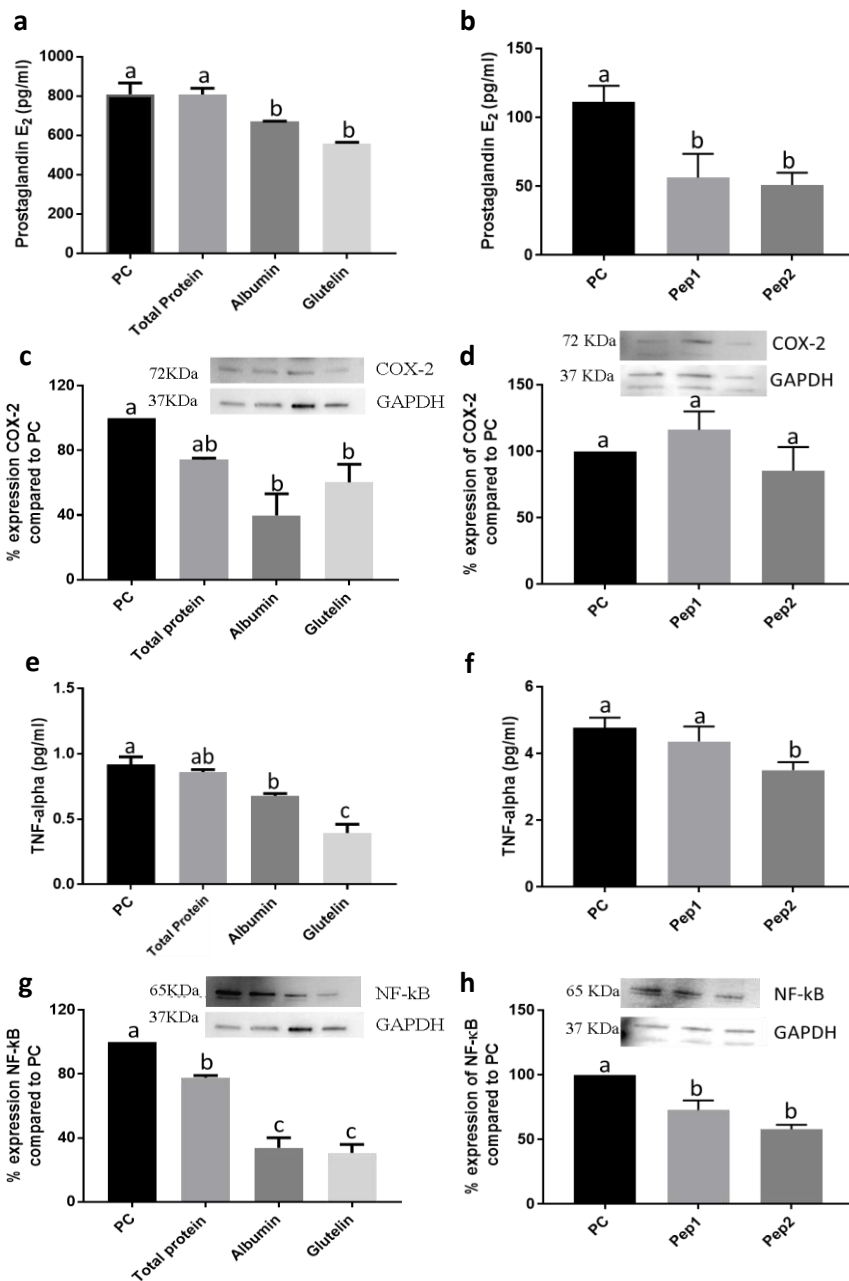 a
Prostaglandin E2 (pg/ml)
1000
800
600
400
200
0
a
a
b
b
PC
Total Protein
Albumin
Glutelin
b
Prostaglandin E2 (pg/ml)
150
100
50
0
a
b
b
PC
Pep1
Pep2
c
72KDa
COX-2
37KDa
GAPDH
% expression COX-2
compared to PC
120
80
40
0
a
ab
b
b
PC
Total protein
Albumin
Glutelin
d
72 KDa
COX-2
37 KDa
GAPDH
% expression of COX-2
compared to PC
150
100
50
0
a
a
a
PC
Pep1
Pep2
e
TNF-alpha (pg/ml)
1.5
1.0
0.5
0.0
a
ab
b
c
PC
Total Protein
Albumin
Glutelin
f
TNF-alpha (pg/ml)
6
4
2
0
a
a
b
PC
Pep1
Pep2
g
65KDa
NF-kB
37KDa
GAPDH
% expression NF-kB
compared to PC
120
80
40
0
a
b
c
c
PC
Total protein
Albumin
Glutelin
h
65 KDa
NF-kB
37 KDa
GAPDH
% expression of NF-κB
compared to PC
150
100
50
0
a
b
b
PC
Pep1
Pep2